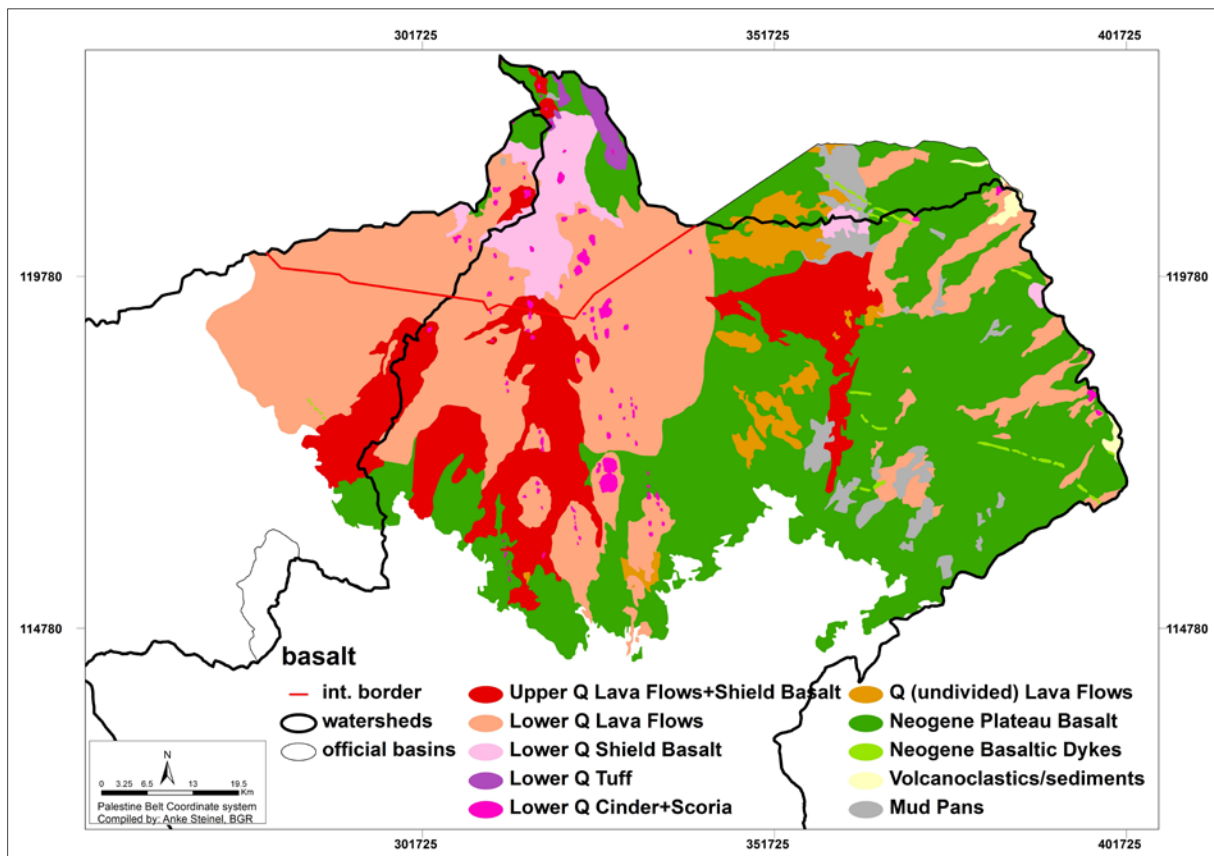 301725 351725 401725
119780 119780
114780 114780
basalt
int. border
watersheds
official basins
Upper Q Lava Flows+Shield Basalt
Lower Q Lava Flows
Lower Q Shield Basalt
Lower Q Tuff
Lower Q Cinder+Scoria
Q (undivided) Lava Flows
Neogene Plateau Basalt
Neogene Basaltic Dykes
Volcanoclastics/sediments
Mud Pans
N
0 3.25 6.5 13 19.5
Km
Palestine Belt Coordinate system
Compiled by: Anke Steinel, BGR
301725 351725 401725